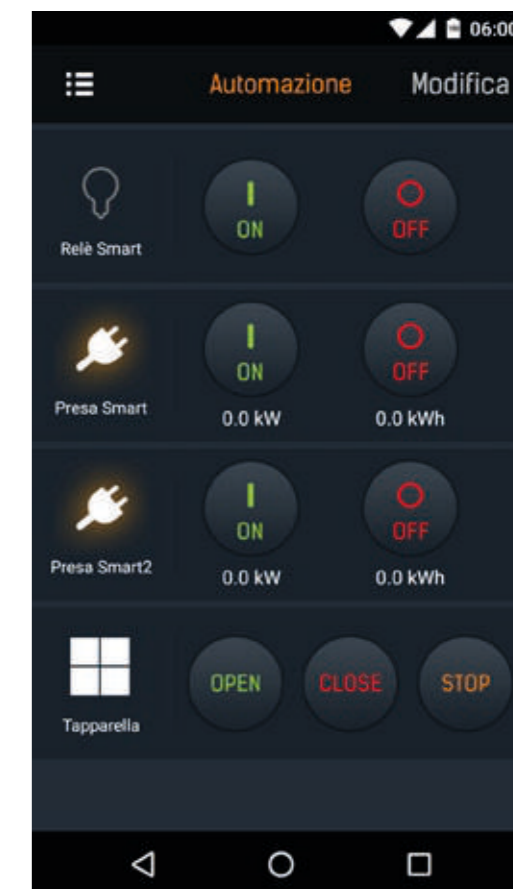 06:00
Automazione Modifica
I O
ON OFF
Relè Smart
I O
ON OFF
Presa Smart
0.0 kW 0.0 kWh
I O
ON OFF
Presa Smart2
0.0 kW 0.0 kWh
OPEN CLOSE STOP
Tapparella